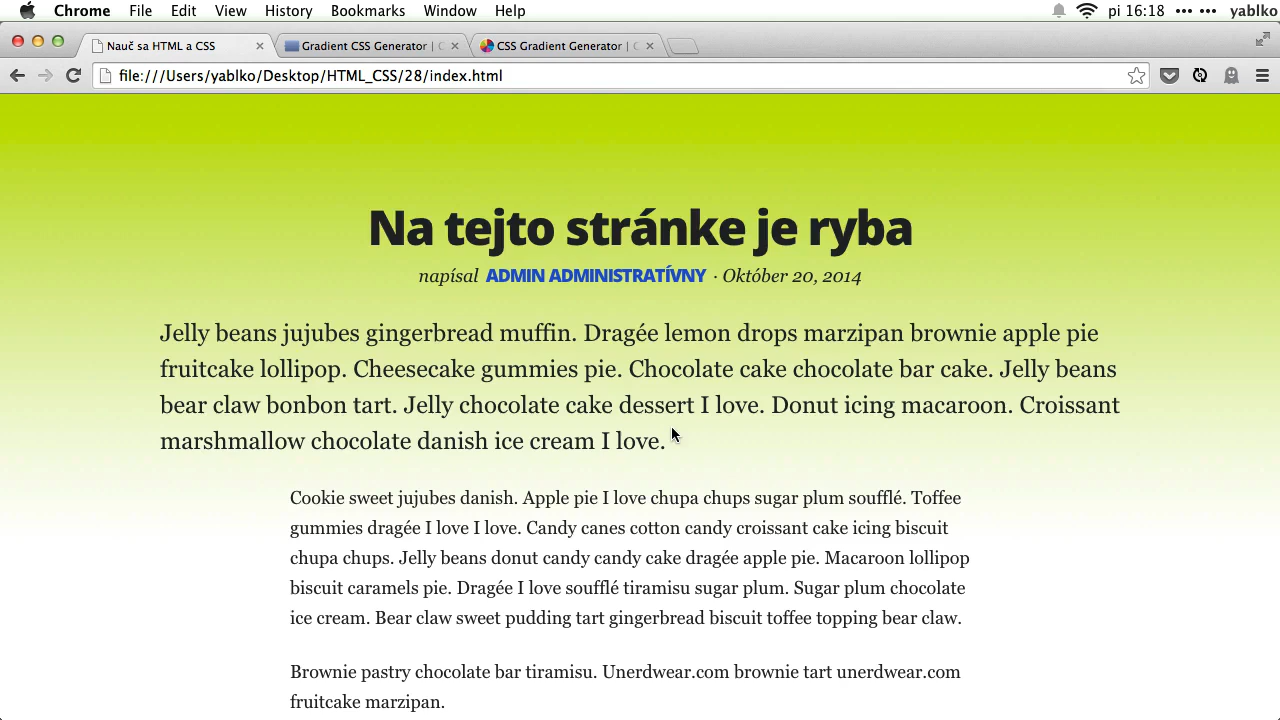 Chrome File Edit View History Bookmarks Window Help pi 16:18 yablko
Nauč sa HTML a CSS Gradient CSS Generator | C CSS Gradient Generator | C
file:///Users/yablko/Desktop/HTML_CSS/28/index.html
Na tejto stránke je ryba
napísal ADMIN ADMINISTRATÍVNY · Október 20, 2014
Jelly beans jujubes gingerbread muffin. Dragée lemon drops marzipan brownie apple pie
fruitcake lollipop. Cheesecake gummies pie. Chocolate cake chocolate bar cake. Jelly beans
bear claw bonbon tart. Jelly chocolate cake dessert I love. Donut icing macaroon. Croissant
marshmallow chocolate danish ice cream I love.
Cookie sweet jujubes danish. Apple pie I love chupa chups sugar plum soufflé. Toffee
gummies dragée I love I love. Candy canes cotton candy croissant cake icing biscuit
chupa chups. Jelly beans donut candy candy cake dragée apple pie. Macaroon lollipop
biscuit caramels pie. Dragée I love soufflé tiramisu sugar plum. Sugar plum chocolate
ice cream. Bear claw sweet pudding tart gingerbread biscuit toffee topping bear claw.
Brownie pastry chocolate bar tiramisu. Unerdwear.com brownie tart unerdwear.com
fruitcake marzipan.